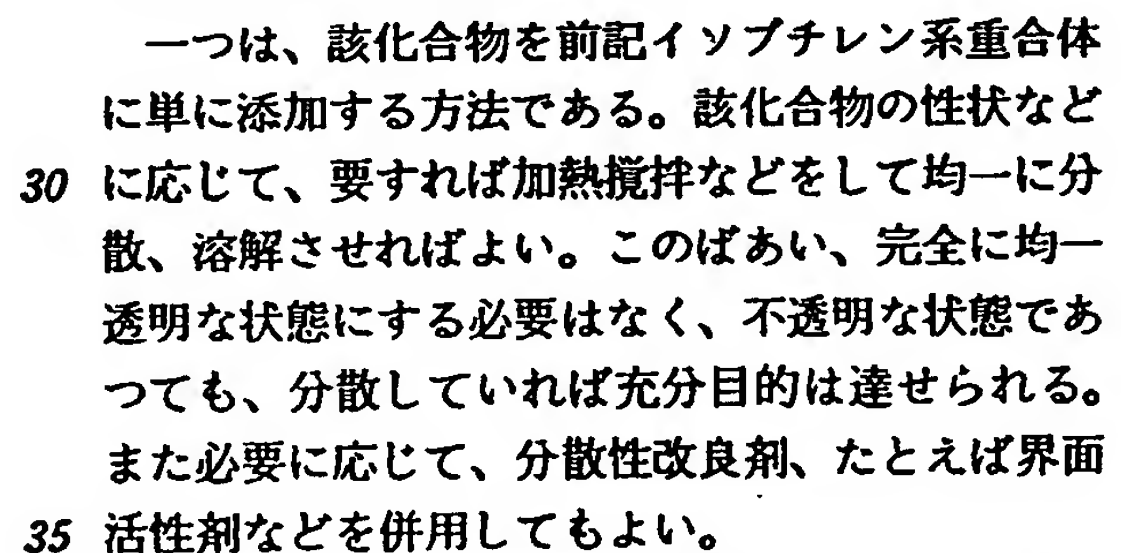 一つは、該化合物を前記イソブチレン系重合体
に単に添加する方法である。該化合物の性状など
30 に応じて、要すれば加熱撹拌などをして均一に分
散、溶解させればよい。このばあい、完全に均一
透明な状態にする必要はなく、不透明な状態であ
つても、分散していれば充分目的は達せられる。
また必要に応じて、分散性改良剤、たとえば界面
35 活性剤などを併用してもよい。